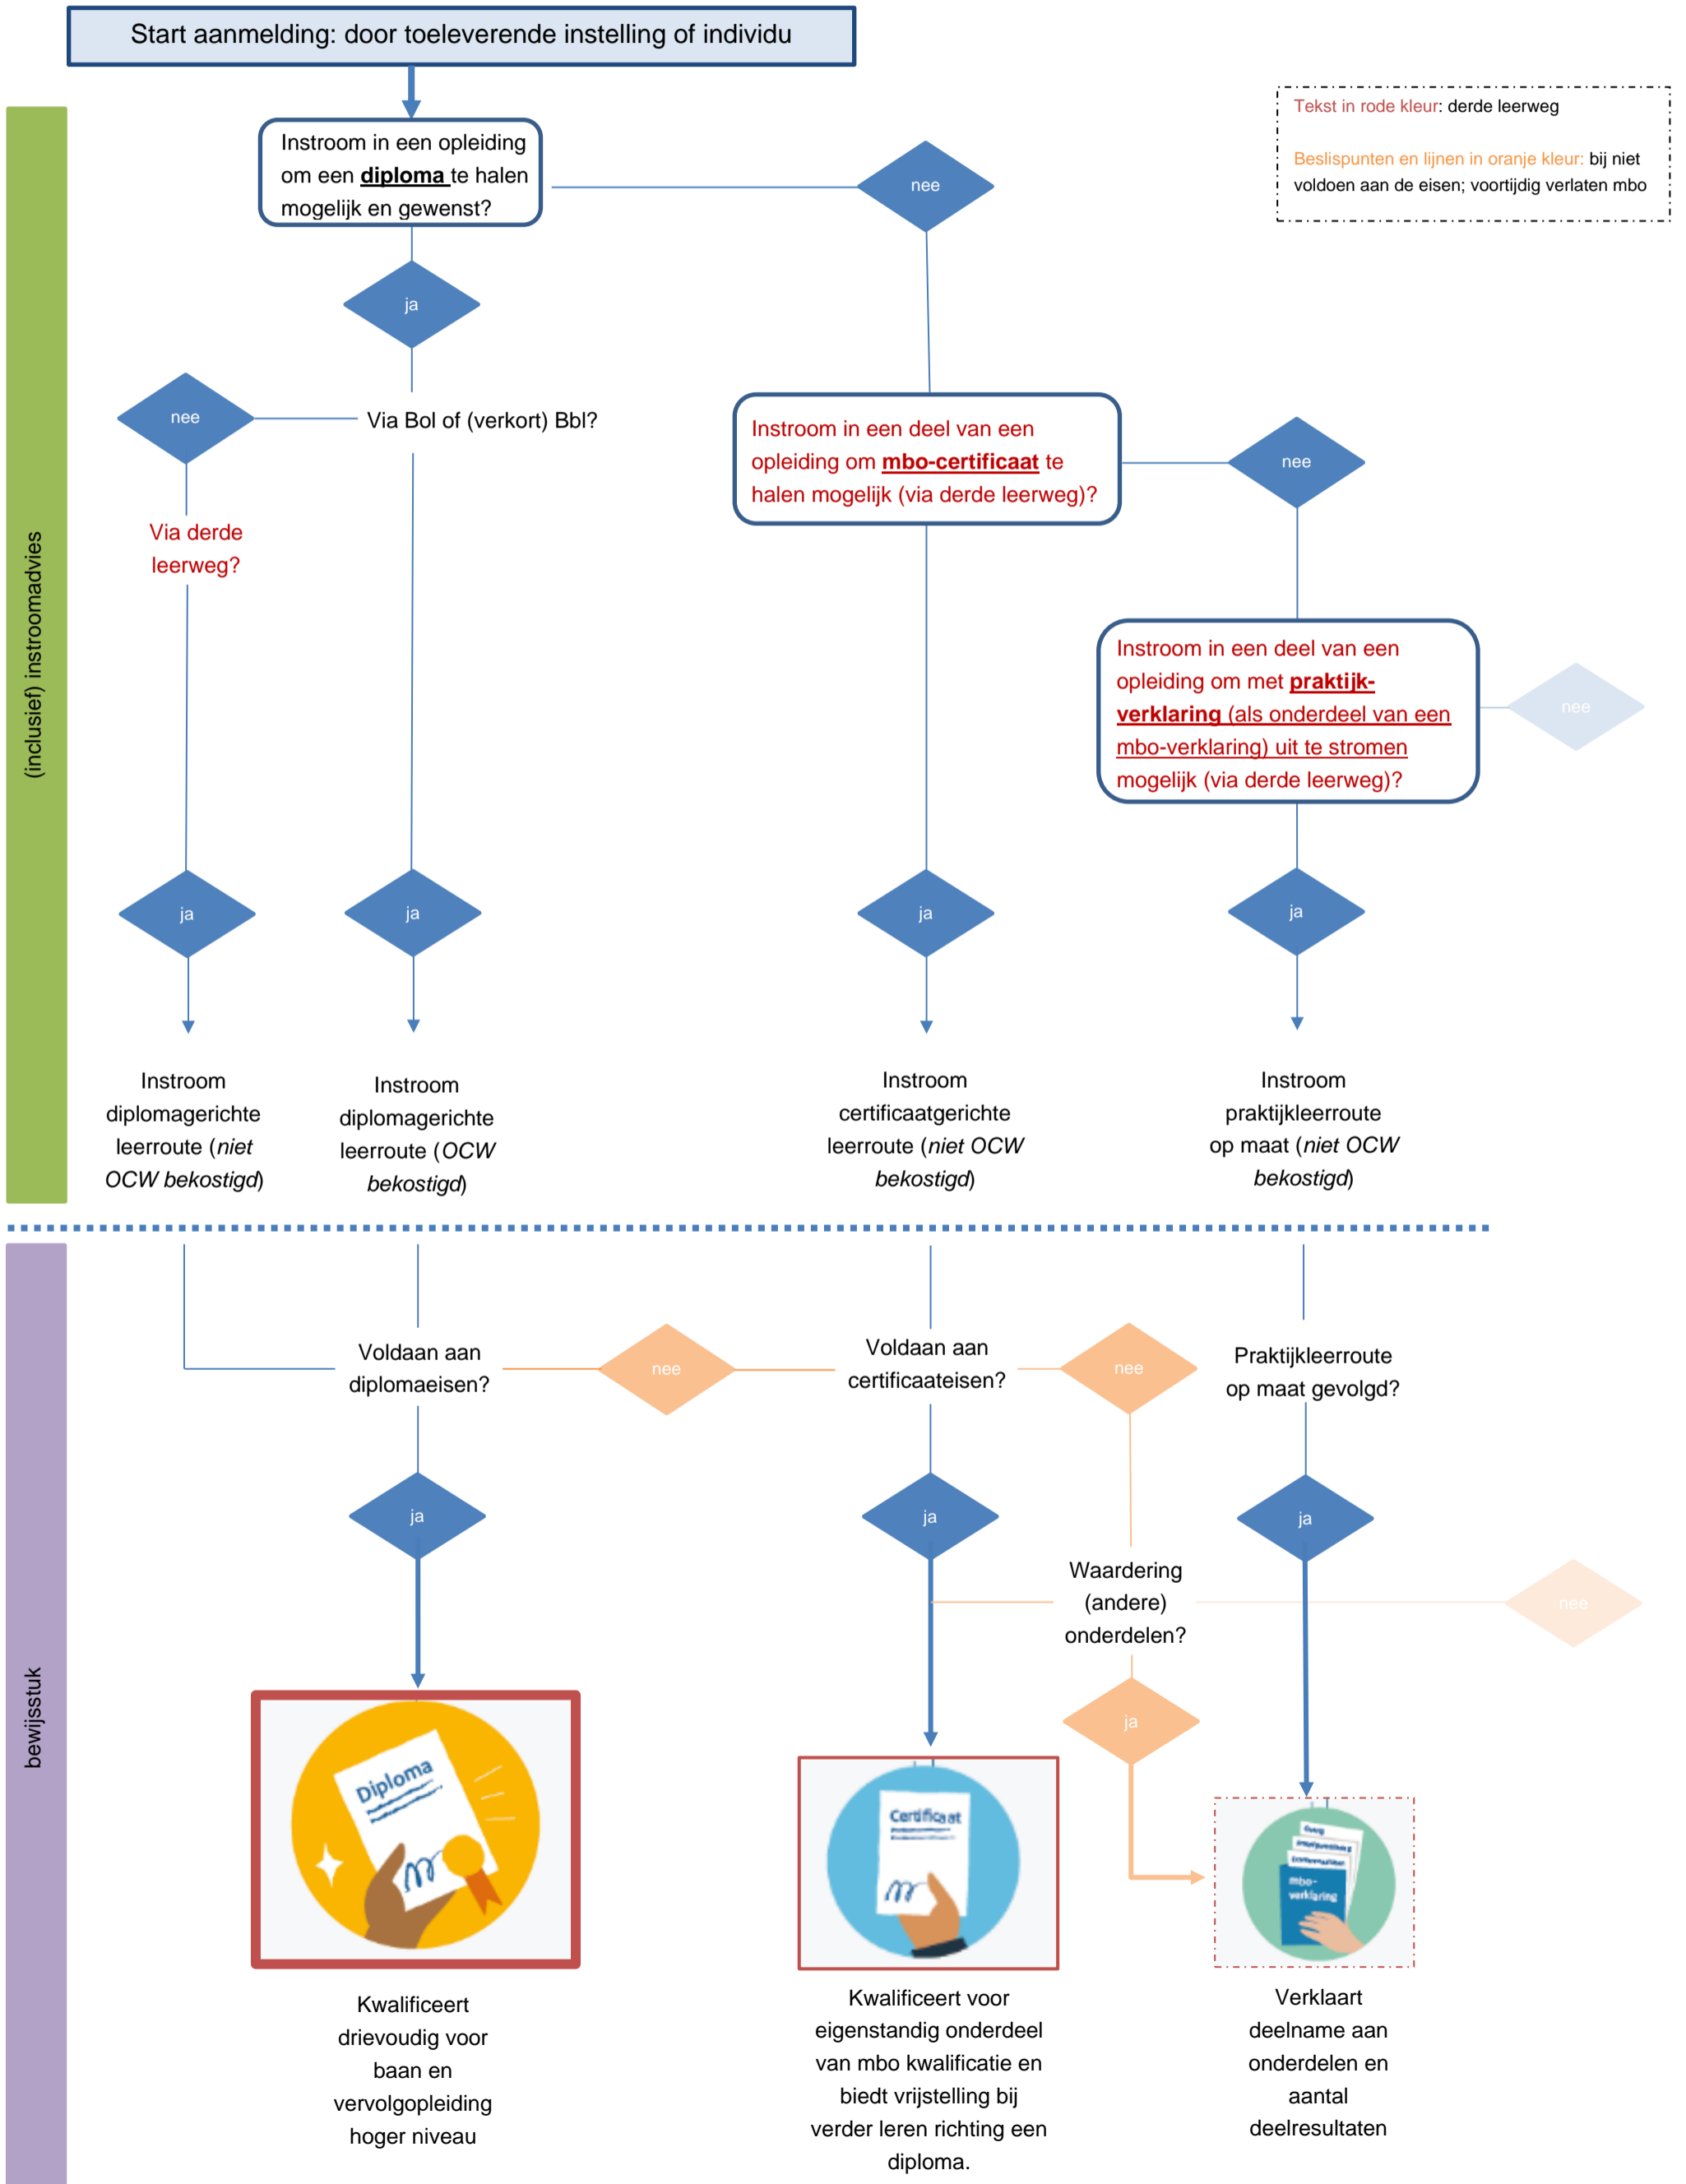 Start aanmelding: door toeleverende instelling of individu
Tekst in rode kleur: derde leerweg
Beslispunten en lijnen in oranje kleur: bij niet
voldoen aan de eisen; voortijdig verlaten mbo
(inclusief) instroomadvies
Instroom in een opleiding
om een diploma te halen
mogelijk en gewenst?
nee
ja
nee
Via Bol of (verkort) Bbl?
Instroom in een deel van een
opleiding om mbo-certificaat te
halen mogelijk (via derde leerweg)?
nee
Via derde
leerweg?
Instroom in een deel van een
opleiding om met praktijk-
verklaring (als onderdeel van een
mbo-verklaring) uit te stromen
mogelijk (via derde leerweg)?
nee
ja
ja
ja
ja
Instroom
diplomagerichte
leerroute (niet
OCW bekostigd)
Instroom
diplomagerichte
leerroute (OCW
bekostigd)
Instroom
certificaatgerichte
leerroute (niet OCW
bekostigd)
Instroom
praktijkleerroute
op maat (niet OCW
bekostigd)
bewijsstuk
Voldaan aan
diplomaeisen?
nee
Voldaan aan
certificaateisen?
nee
Praktijkleerroute
op maat gevolgd?
ja
ja
ja
Waardering
(andere)
onderdelen?
nee
ja
Diploma
Certificaat
mbo-
verklaring
Kwalificeert
drievoudig voor
baan en
vervolgopleiding
hoger niveau
Kwalificeert voor
eigenstandig onderdeel
van mbo kwalificatie en
biedt vrijstelling bij
verder leren richting een
diploma.
Verklaart
deelname aan
onderdelen en
aantal
deelresultaten